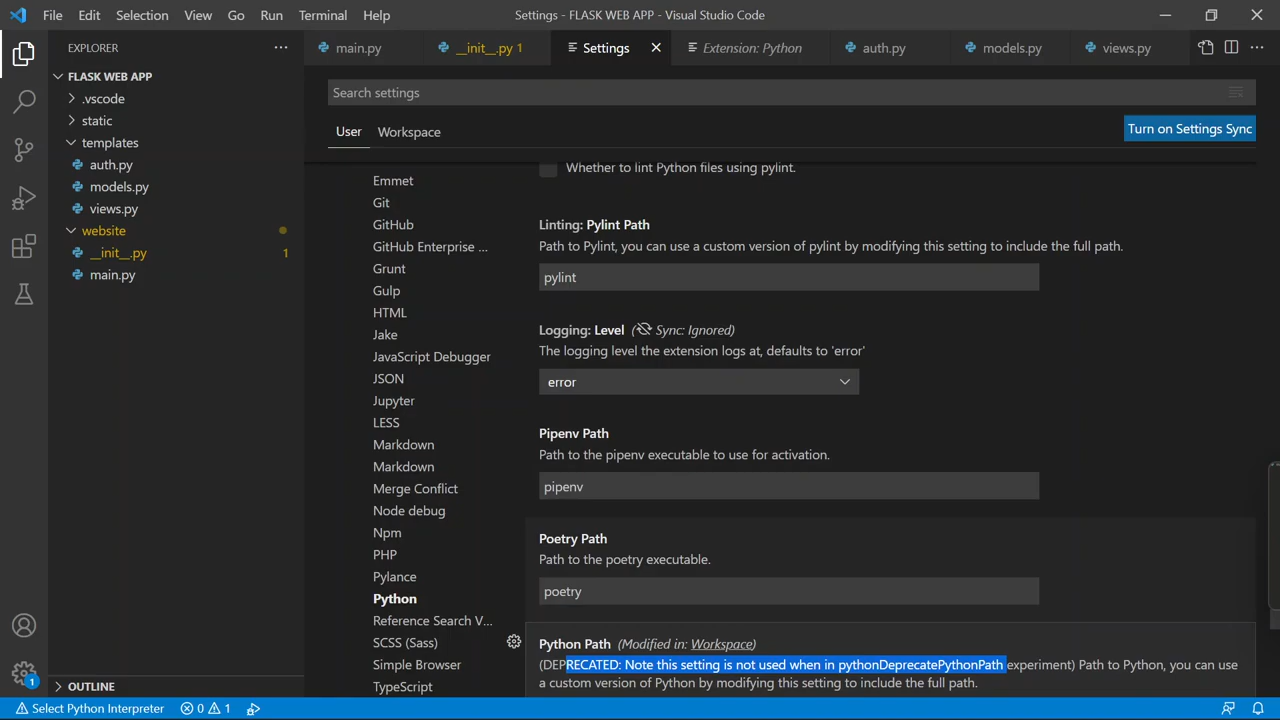 File Edit Selection View Go Run Terminal Help Settings - FLASK WEB APP - Visual Studio Code
EXPLORER
main.py __init__.py 1 Settings Extension: Python auth.py models.py views.py
FLASK WEB APP
.vscode
static
templates
auth.py
models.py
views.py
website
__init__.py 1
main.py
OUTLINE
Search settings
User Workspace
Turn on Settings Sync
Emmet
Git
GitHub
GitHub Enterprise ...
Grunt
Gulp
HTML
Jake
JavaScript Debugger
JSON
Jupyter
LESS
Markdown
Markdown
Merge Conflict
Node debug
Npm
PHP
Pylance
Python
Reference Search V...
SCSS (Sass)
Simple Browser
TypeScript
Whether to lint Python files using pylint.
Linting: Pylint Path
Path to Pylint, you can use a custom version of pylint by modifying this setting to include the full path.
pylint
Logging: Level (Sync: Ignored)
The logging level the extension logs at, defaults to 'error'
error
Pipenv Path
Path to the pipenv executable to use for activation.
pipenv
Poetry Path
Path to the poetry executable.
poetry
Python Path (Modified in: Workspace)
(DEPRECATED: Note this setting is not used when in pythonDeprecatePythonPath experiment) Path to Python, you can use
a custom version of Python by modifying this setting to include the full path.
1
Select Python Interpreter 0 1